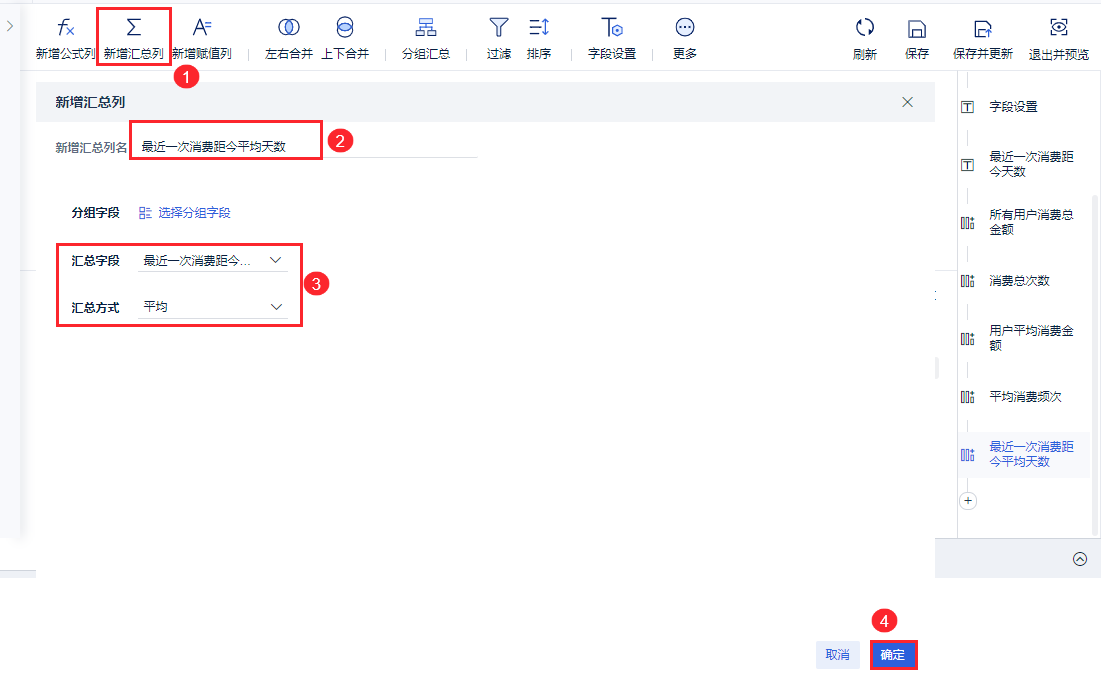 新增公式列 新增汇总列 新增赋值列 左右合并 上下合并 分组汇总 过滤 排序 字段设置 更多 刷新 保存 保存并更新 退出并预览
1
新增汇总列
新增汇总列名 最近一次消费距今平均天数 2
分组字段 选择分组字段
汇总字段 最近一次消费距今...
3
汇总方式 平均
字段设置
最近一次消费距
今天数
所有用户消费总
金额
消费总次数
用户平均消费金
额
平均消费频次
最近一次消费距
今平均天数
4
取消 确定